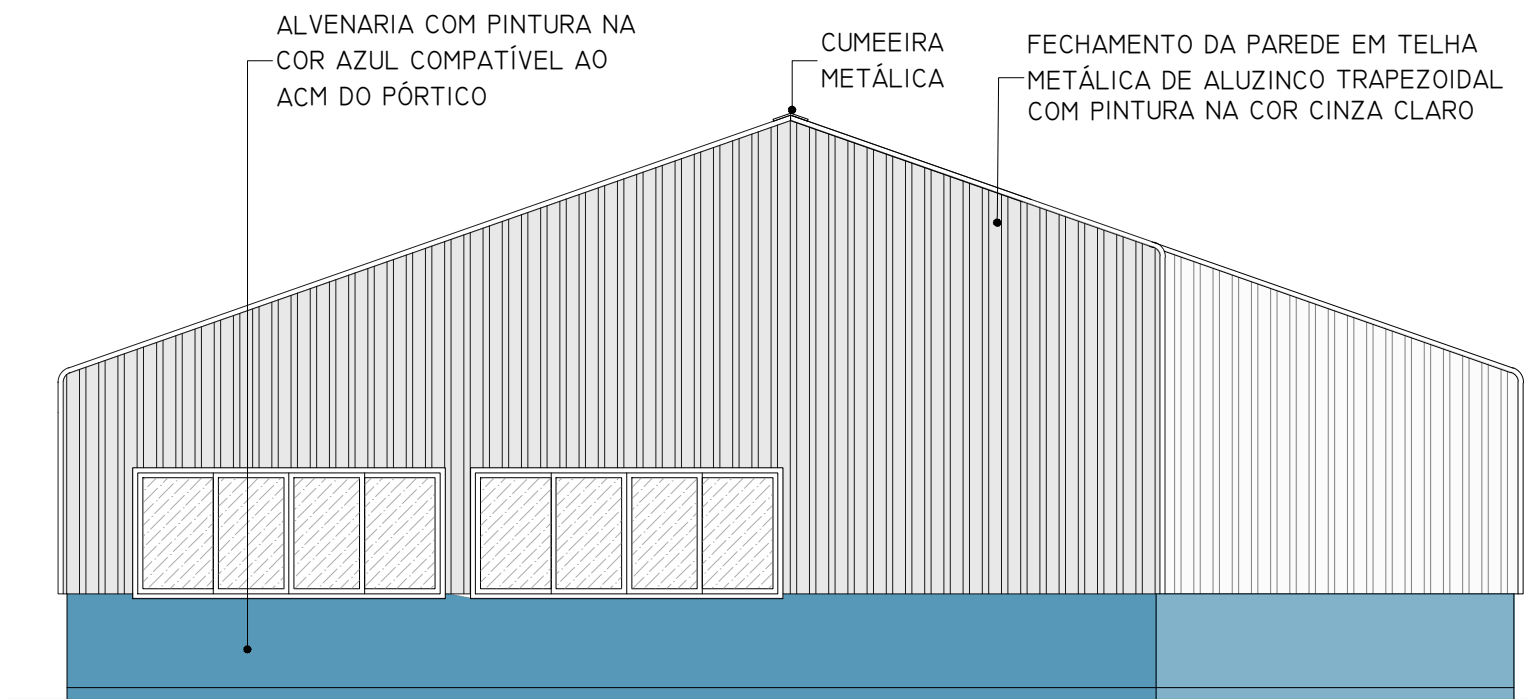 ALVENARIA COM PINTURA NA
COR AZUL COMPATÍVEL AO
ACM DO PÓRTICO
CUMEEIRA
METÁLICA
FECHAMENTO DA PAREDE EM TELHA
METÁLICA DE ALUZINCO TRAPEZOIDAL
COM PINTURA NA COR CINZA CLARO